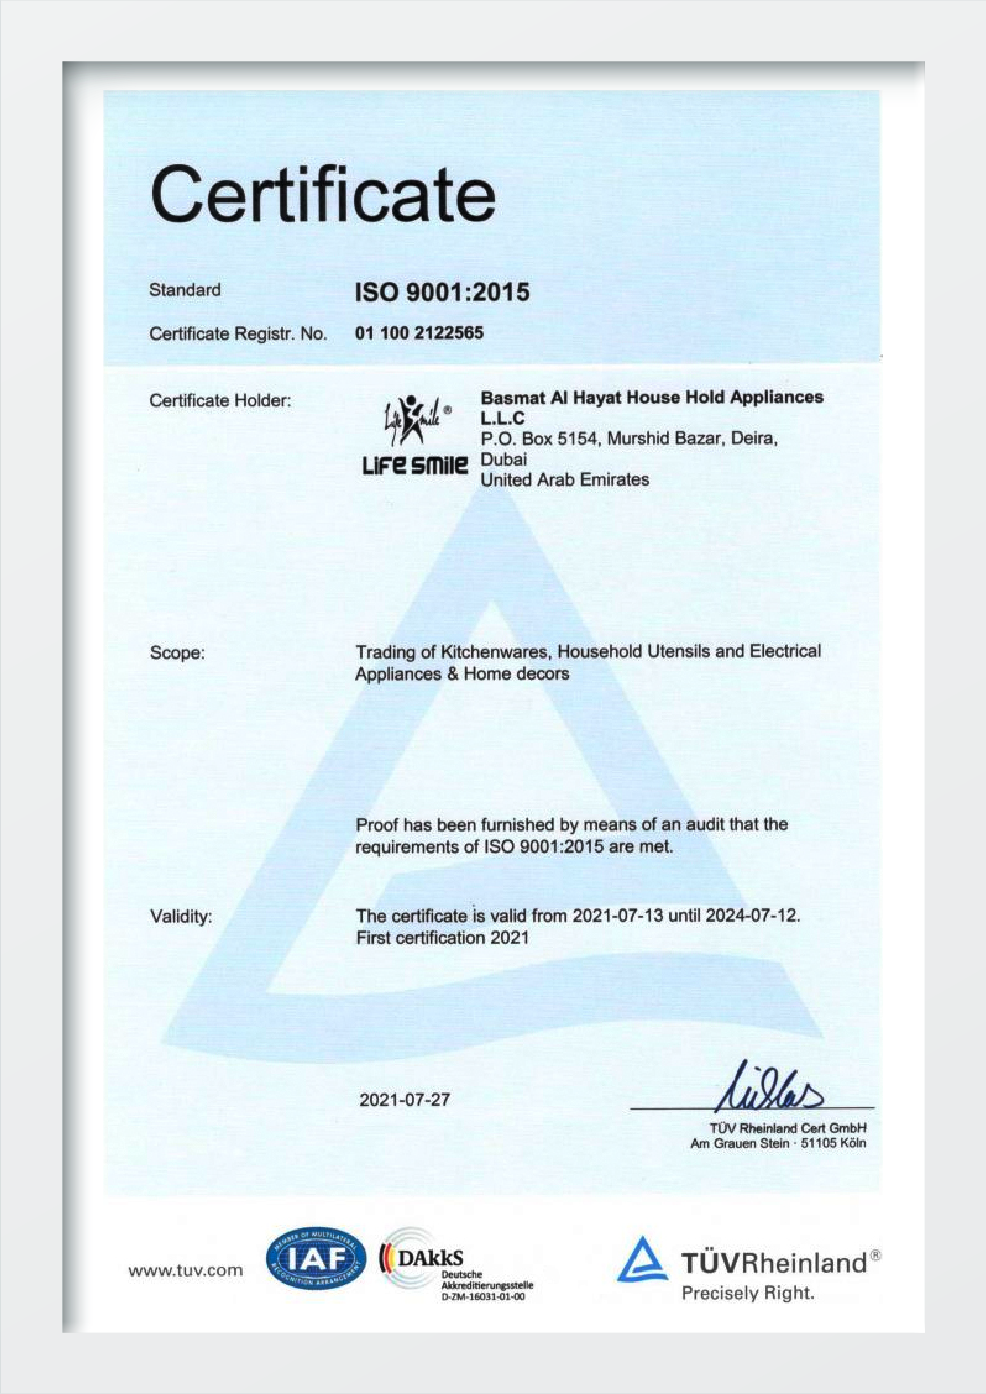 Certificate
Standard ISO 9001:2015
Certificate Registr. No. 01 100 2122565
Certificate Holder:
Life Smile ®
LIFE SMILE
Basmat Al Hayat House Hold Appliances
L.L.C
P.O. Box 5154, Murshid Bazar, Deira,
Dubai
United Arab Emirates
Scope: Trading of Kitchenwares, Household Utensils and Electrical
Appliances & Home decors
Proof has been furnished by means of an audit that the
requirements of ISO 9001:2015 are met.
Validity: The certificate is valid from 2021-07-13 until 2024-07-12.
First certification 2021
2021-07-27
TÜV Rheinland Cert GmbH
Am Grauen Stein · 51105 Köln
www.tuv.com
MEMBER OF MULTILATERAL
IAF
RECOGNITION ARRANGEMENT
DAkkS
Deutsche
Akkreditierungsstelle
D-ZM-16031-01-00
TÜVRheinland®
Precisely Right.